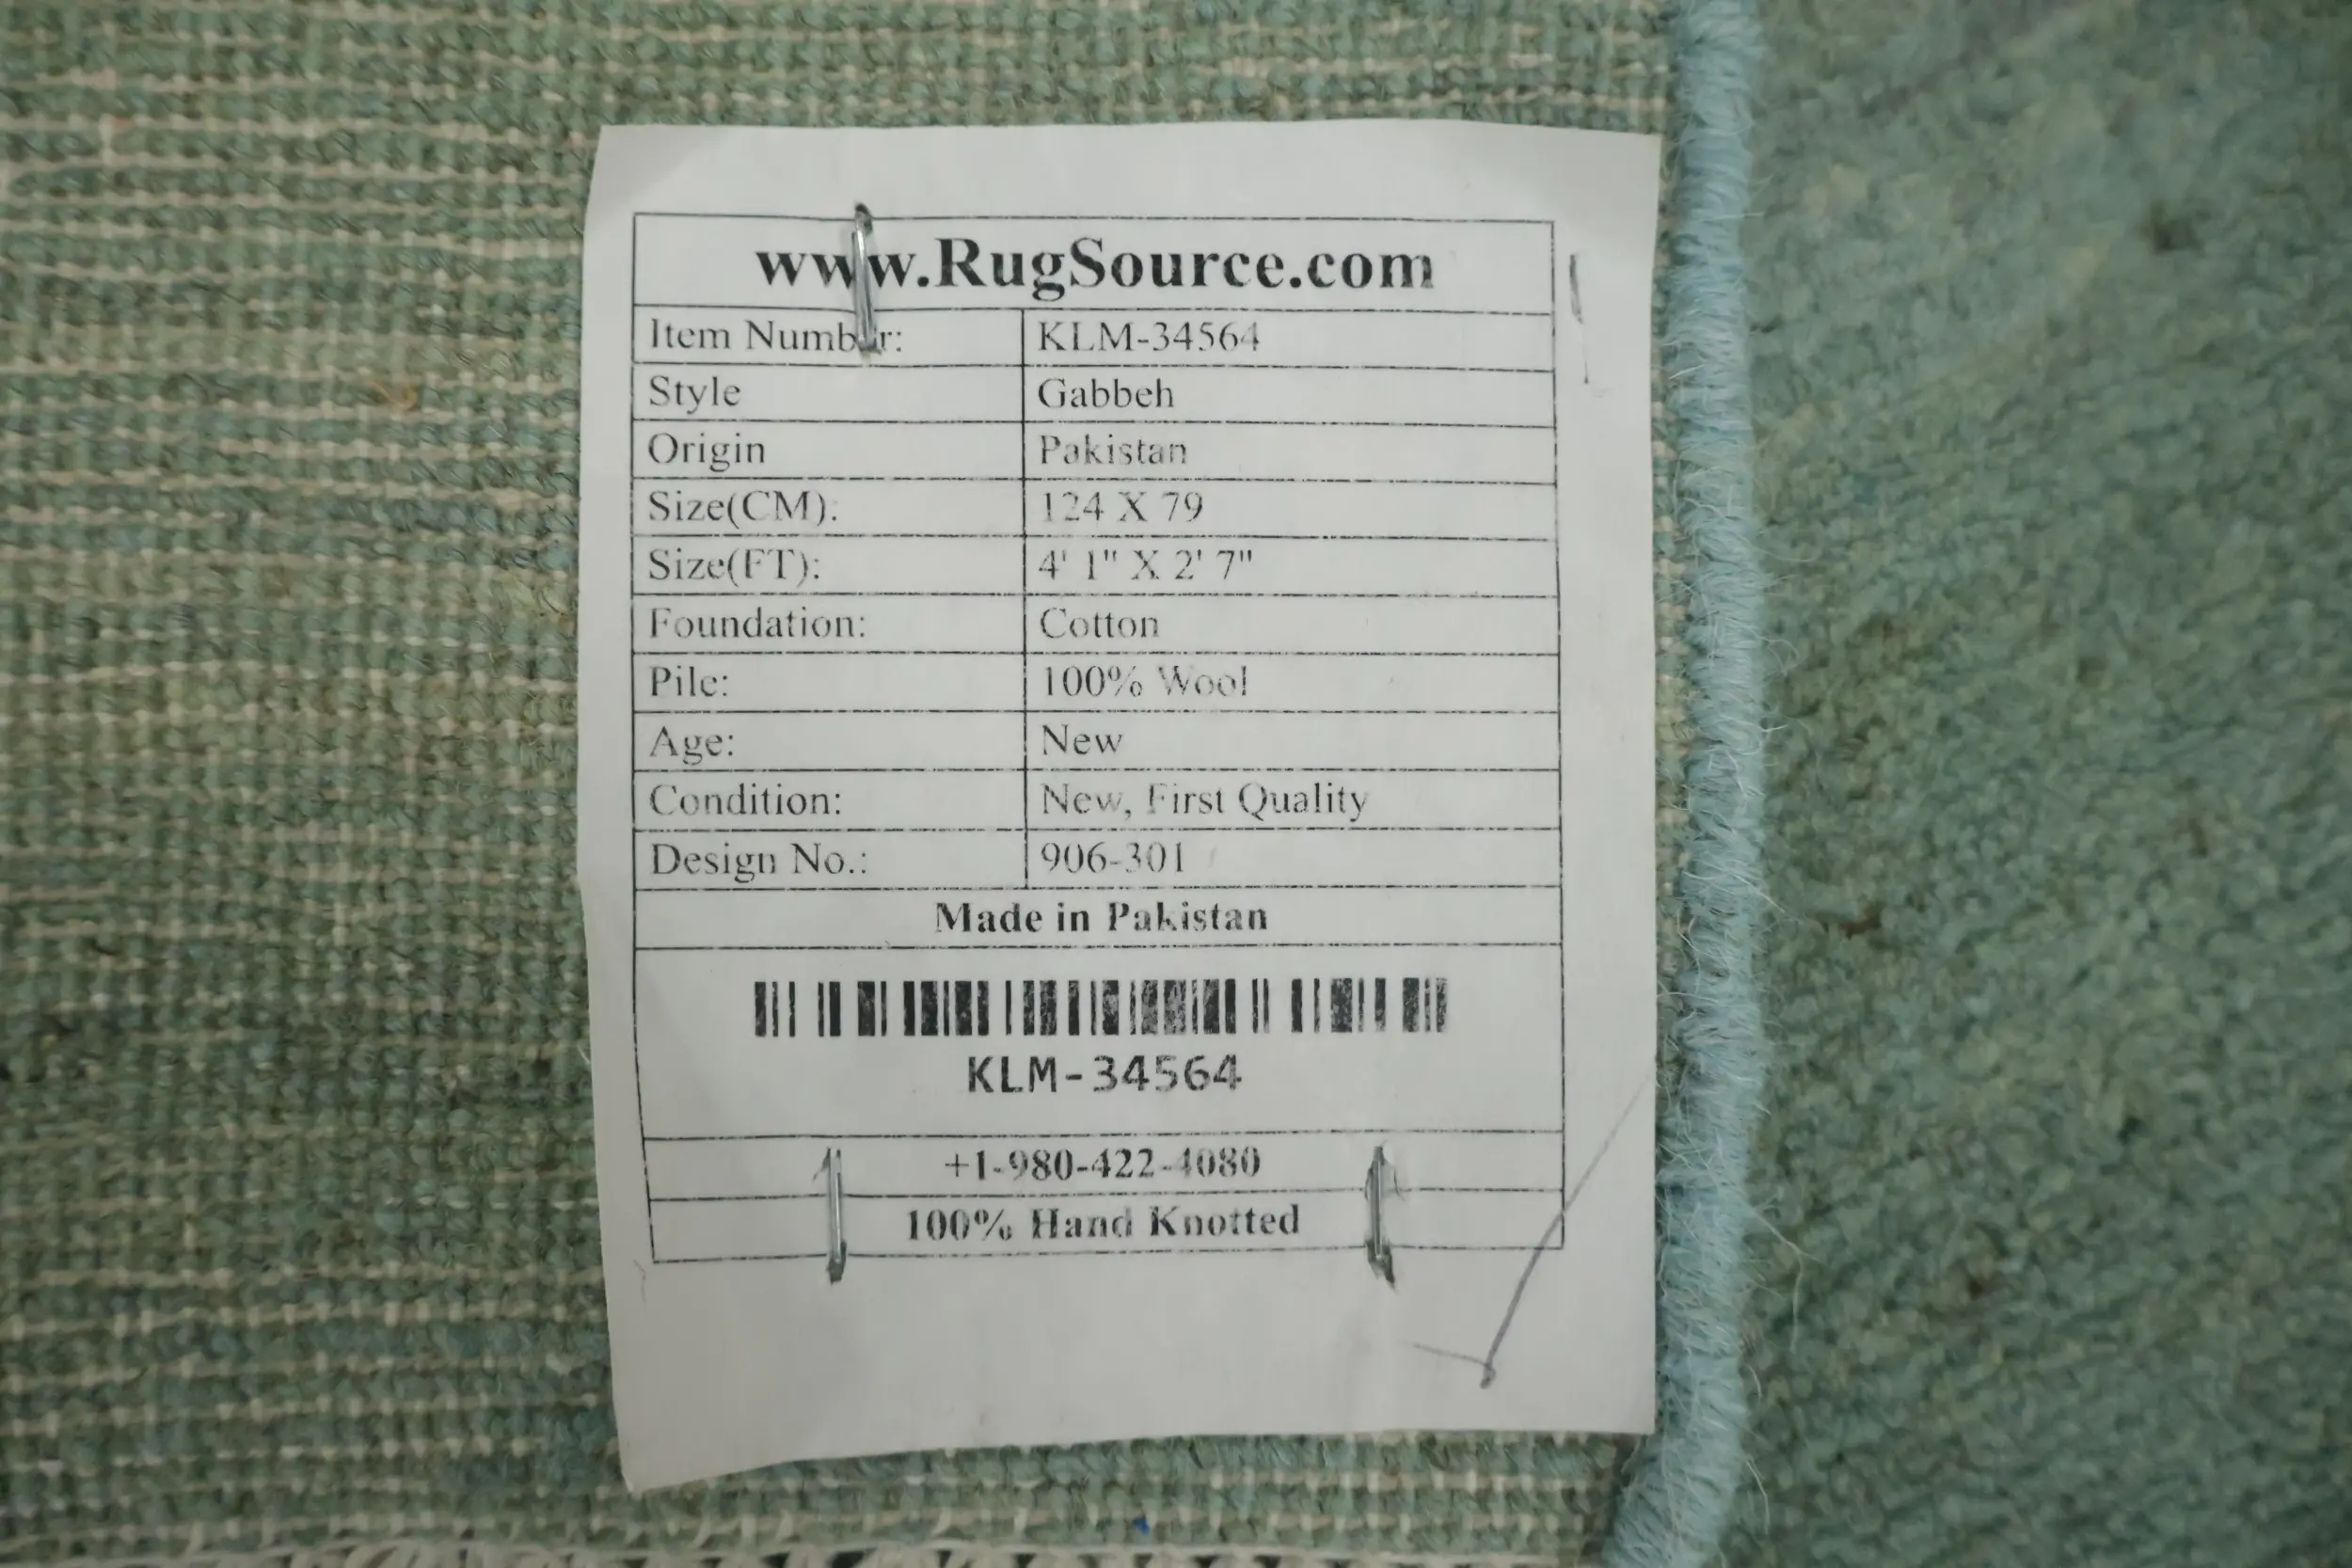 www.RugSource.com
Item Number: KLM-34564
Style Gabbeh
Origin Pakistan
Size(CM): 124 X 79
Size(FT): 4' 1" X 2' 7"
Foundation: Cotton
Pile: 100% Wool
Age: New
Condition: New, First Quality
Design No.: 906-301
Made in Pakistan
KLM-34564
+1-980-422-4080
100% Hand Knotted